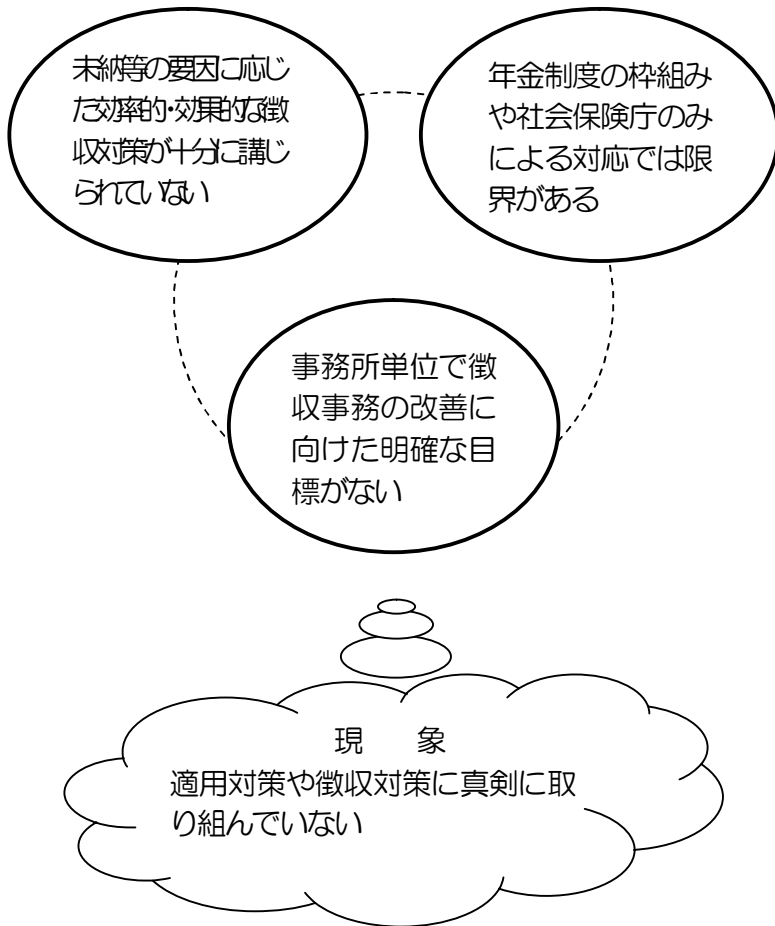 未納等の要因に応じ
た効率的・効果的な徴
収対策が十分に講じ
られていない
年金制度の枠組み
や社会保険庁のみ
による対応では限
界がある
事務所単位で徴
収事務の改善に
向けた明確な目
標がない
現　象
適用対策や徴収対策に真剣に取
り組んでいない